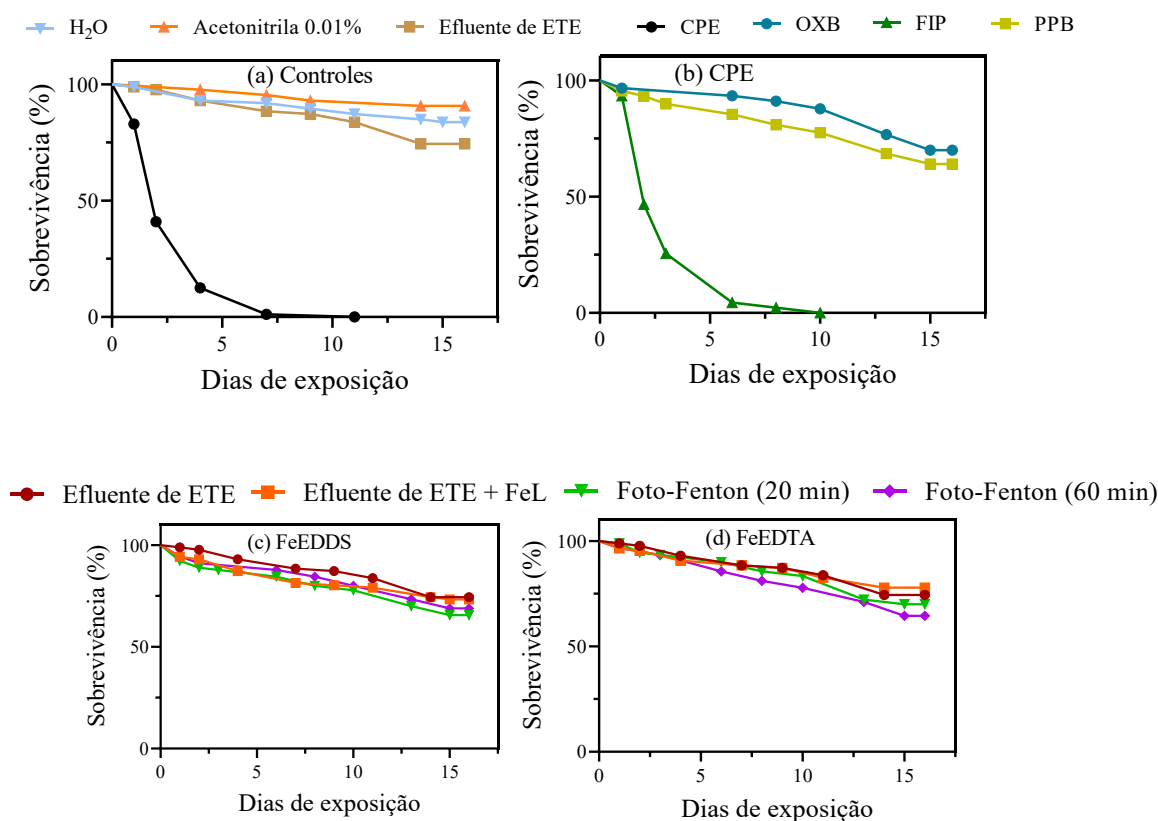 H₂O Acetonitrila 0.01% Efluente de ETE CPE OXB FIP PPB
(a) Controles
Sobrevivência (%)
100
50
0
0 5 10 15
Dias de exposição
(b) CPE
Sobrevivência (%)
100
50
0
0 5 10 15
Dias de exposição
Efluente de ETE Efluente de ETE + FeL Foto-Fenton (20 min) Foto-Fenton (60 min)
(c) FeEDDS
Sobrevivência (%)
100
50
0
0 5 10 15
Dias de exposição
(d) FeEDTA
Sobrevivência (%)
100
50
0
0 5 10 15
Dias de exposição